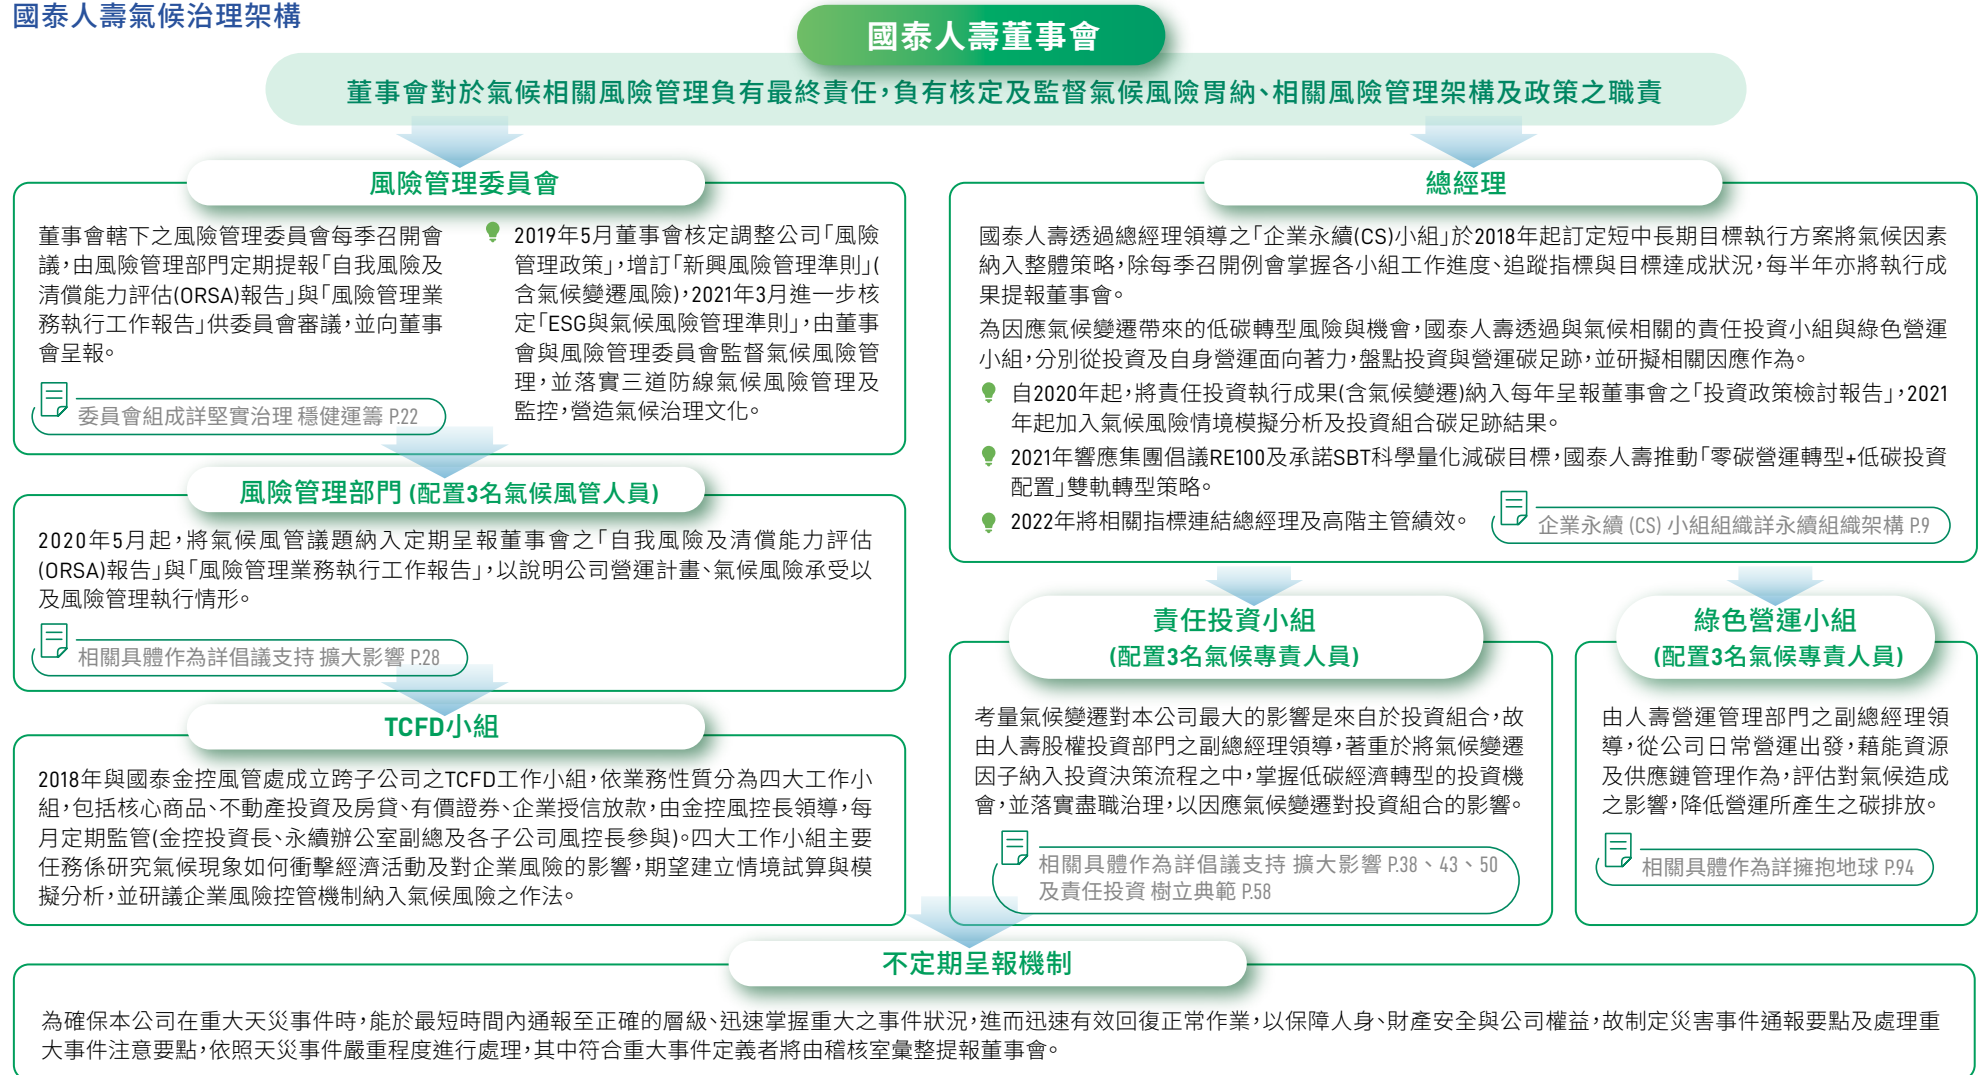 國泰人壽氣候治理架構
國泰人壽董事會
董事會對於氣候相關風險管理負有最終責任,負有核定及監督氣候風險胃納、相關風險管理架構及政策之職責
風險管理委員會
董事會轄下之風險管理委員會每季召開會
議,由風險管理部門定期提報「自我風險及
清償能力評估(ORSA)報告」與「風險管理業
務執行工作報告」供委員會審議,並向董事
會呈報。
委員會組成詳堅實治理 穩健運籌 P.22
2019年5月董事會核定調整公司「風險
管理政策」,增訂「新興風險管理準則」(
含氣候變遷風險),2021年3月進一步核
定「ESG與氣候風險管理準則」,由董事
會與風險管理委員會監督氣候風險管
理,並落實三道防線氣候風險管理及
監控,營造氣候治理文化。
風險管理部門 (配置3名氣候風管人員)
2020年5月起,將氣候風管議題納入定期呈報董事會之「自我風險及清償能力評估
(ORSA)報告」與「風險管理業務執行工作報告」,以說明公司營運計畫、氣候風險承受以
及風險管理執行情形。
相關具體作為詳倡議支持 擴大影響 P.28
TCFD小組
2018年與國泰金控風管處成立跨子公司之TCFD工作小組,依業務性質分為四大工作小
組,包括核心商品、不動產投資及房貸、有價證券、企業授信放款,由金控風控長領導,每
月定期監管(金控投資長、永續辦公室副總及各子公司風控長參與)。四大工作小組主要
任務係研究氣候現象如何衝擊經濟活動及對企業風險的影響,期望建立情境試算與模
擬分析,並研議企業風險控管機制納入氣候風險之作法。
總經理
國泰人壽透過總經理領導之「企業永續(CS)小組」於2018年起訂定短中長期目標執行方案將氣候因素
納入整體策略,除每季召開例會掌握各小組工作進度、追蹤指標與目標達成狀況,每半年亦將執行成
果提報董事會。
為因應氣候變遷帶來的低碳轉型風險與機會,國泰人壽透過與氣候相關的責任投資小組與綠色營運
小組,分別從投資及自身營運面向著力,盤點投資與營運碳足跡,並研擬相關因應作為。
自2020年起,將責任投資執行成果(含氣候變遷)納入每年呈報董事會之「投資政策檢討報告」,2021
年起加入氣候風險情境模擬分析及投資組合碳足跡結果。
2021年響應集團倡議RE100及承諾SBT科學量化減碳目標,國泰人壽推動「零碳營運轉型+低碳投資
配置」雙軌轉型策略。
2022年將相關指標連結總經理及高階主管績效。
企業永續 (CS) 小組組織詳永續組織架構 P.9
責任投資小組
(配置3名氣候專責人員)
考量氣候變遷對本公司最大的影響是來自於投資組合,故
由人壽股權投資部門之副總經理領導,著重於將氣候變遷
因子納入投資決策流程之中,掌握低碳經濟轉型的投資機
會,並落實盡職治理,以因應氣候變遷對投資組合的影響。
相關具體作為詳倡議支持 擴大影響 P.38、43、50
及責任投資 樹立典範 P.58
綠色營運小組
(配置3名氣候專責人員)
由人壽營運管理部門之副總經理領
導,從公司日常營運出發,藉能資源
及供應鏈管理作為,評估對氣候造成
之影響,降低營運所產生之碳排放。
相關具體作為詳擁抱地球 P.94
不定期呈報機制
為確保本公司在重大天災事件時,能於最短時間內通報至正確的層級、迅速掌握重大之事件狀況,進而迅速有效回復正常作業,以保障人身、財產安全與公司權益,故制定災害事件通報要點及處理重
大事件注意要點,依照天災事件嚴重程度進行處理,其中符合重大事件定義者將由稽核室彙整提報董事會。